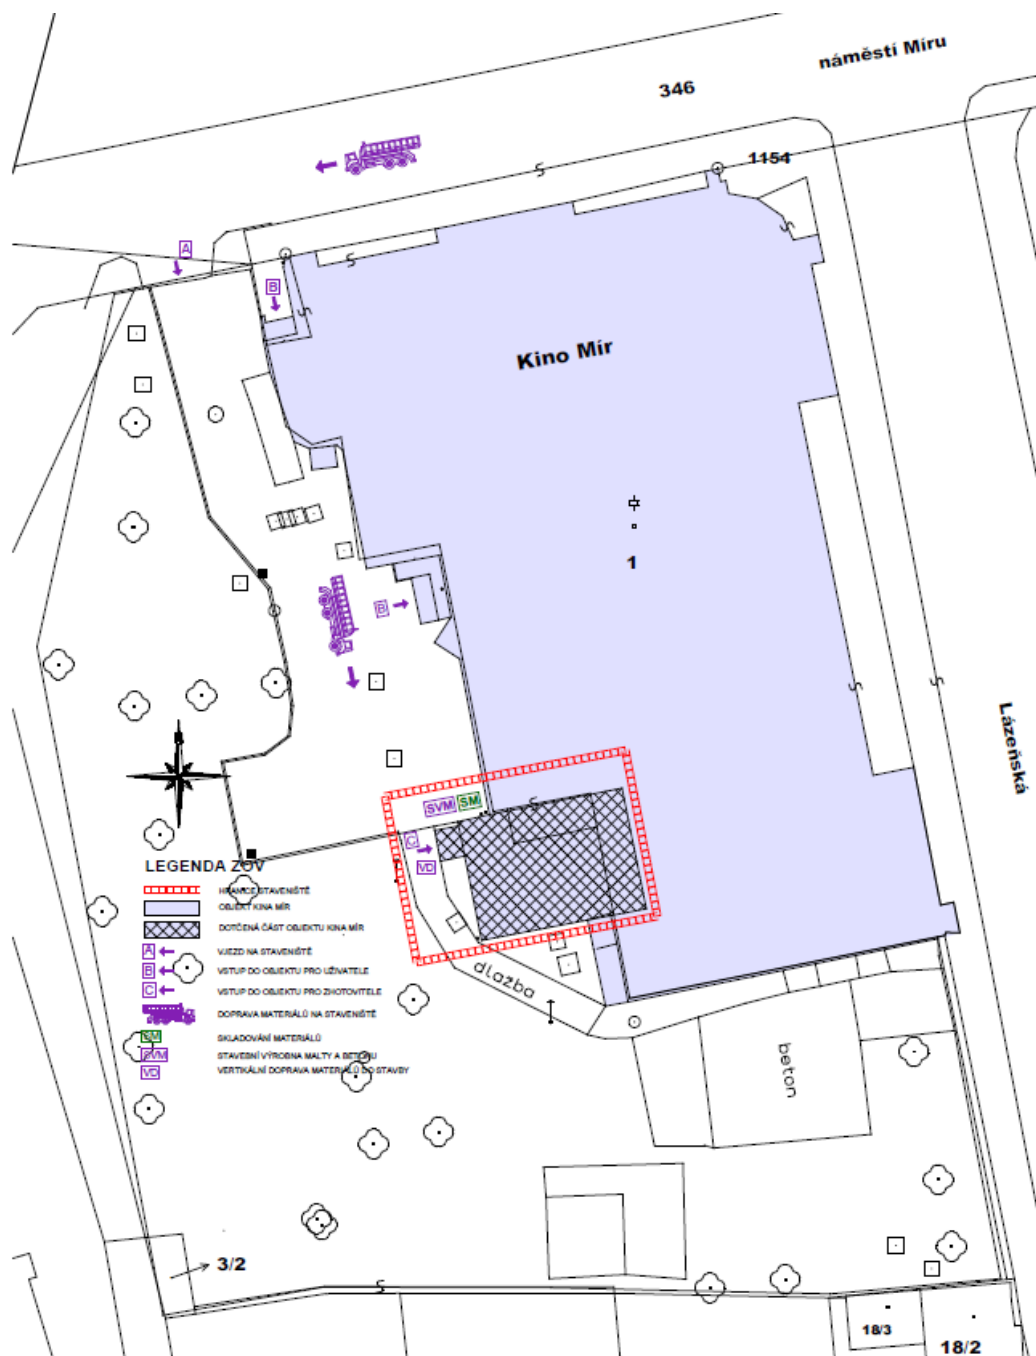 náměstí Míru
346
1154
A
B
Kino Mír
1
B
Lázeňská
SVM SM
C
VD
LEGENDA ZOV
HRANICE STAVENIŠTĚ
OBJEKT KINA MÍR
DOTČENÁ ČÁST OBJEKTU KINA MÍR
A VJEZD NA STAVENIŠTĚ
B VSTUP DO OBJEKTU PRO UŽIVATELE
C VSTUP DO OBJEKTU PRO ZHOTOVITELE
DOPRAVA MATERIÁLŮ NA STAVENIŠTĚ
SM SKLADOVÁNÍ MATERIÁLŮ
SVM STAVEBNÍ VÝROBNA MALTY A BETONU
VD VERTIKÁLNÍ DOPRAVA MATERIÁLŮ DO STAVBY
dlažba
beton
3/2
18/3
18/2